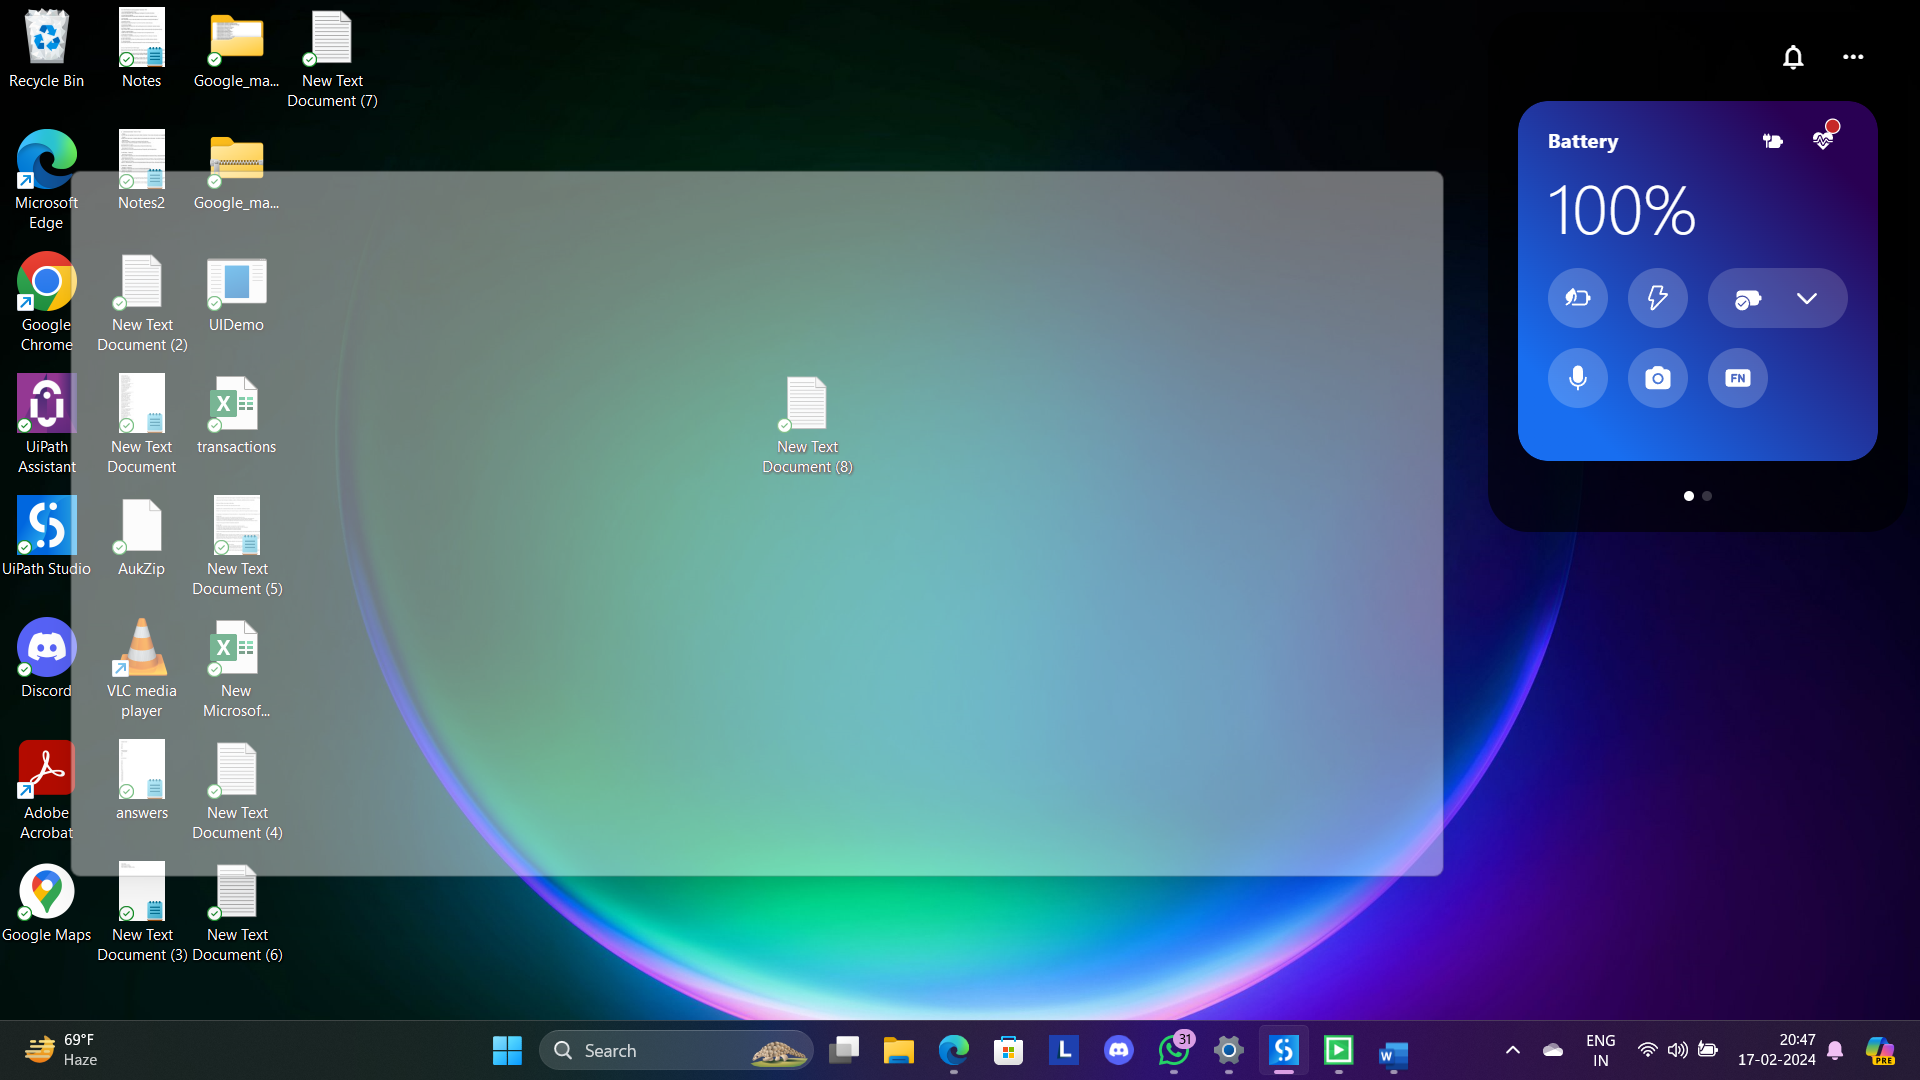 Recycle Bin
Notes
Google_ma...
New Text
Document (7)
Microsoft
Edge
Notes2
Google_ma...
Google
Chrome
New Text
Document (2)
UIDemo
UiPath
Assistant
New Text
Document
transactions
New Text
Document (8)
UiPath Studio
AukZip
New Text
Document (5)
Discord
VLC media
player
New
Microsof...
Adobe
Acrobat
answers
New Text
Document (4)
Google Maps
New Text
Document (3)
New Text
Document (6)
Battery
100%
FN
69°F
Haze
Search
L
31
W
ENG
IN
20:47
17-02-2024
PRE